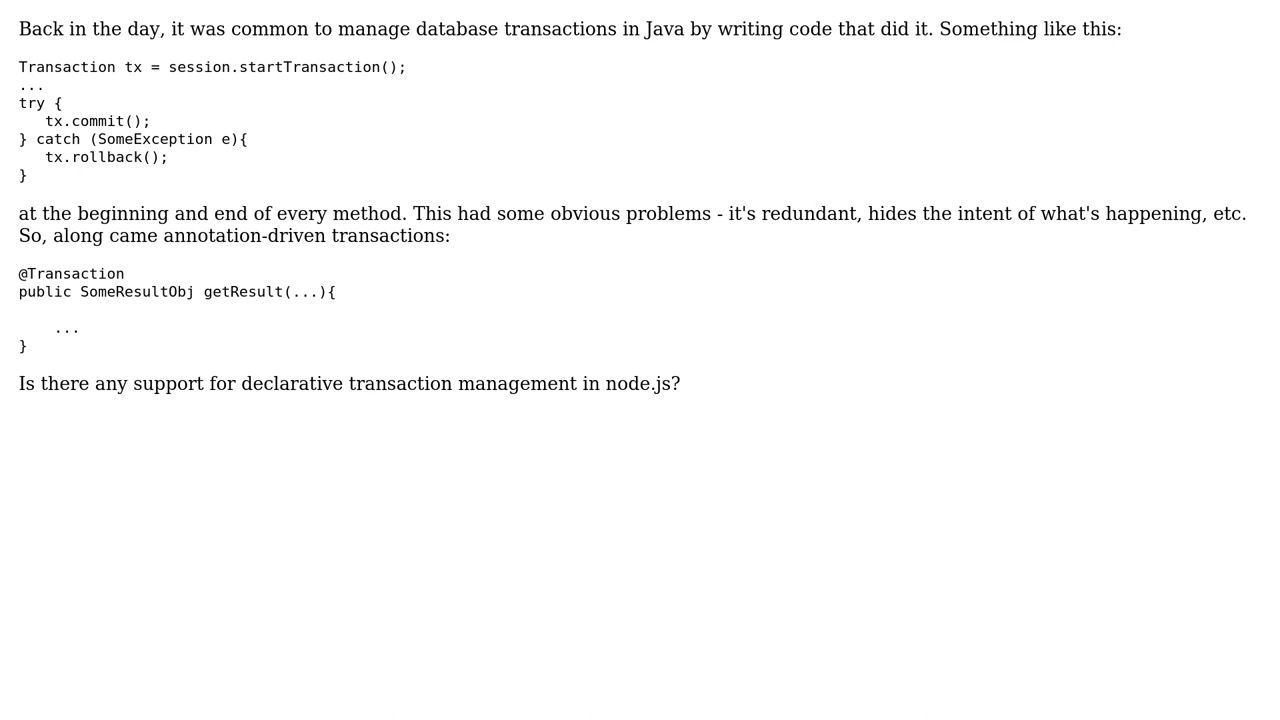 Back in the day, it was common to manage database transactions in Java by writing code that did it. Something like this:
Transaction tx = session.startTransaction();
...
try {
   tx.commit();
} catch (SomeException e){
   tx.rollback();
}
at the beginning and end of every method. This had some obvious problems - it's redundant, hides the intent of what's happening, etc.
So, along came annotation-driven transactions:
@Transaction
public SomeResultObj getResult(...){
    ...
}
Is there any support for declarative transaction management in node.js?